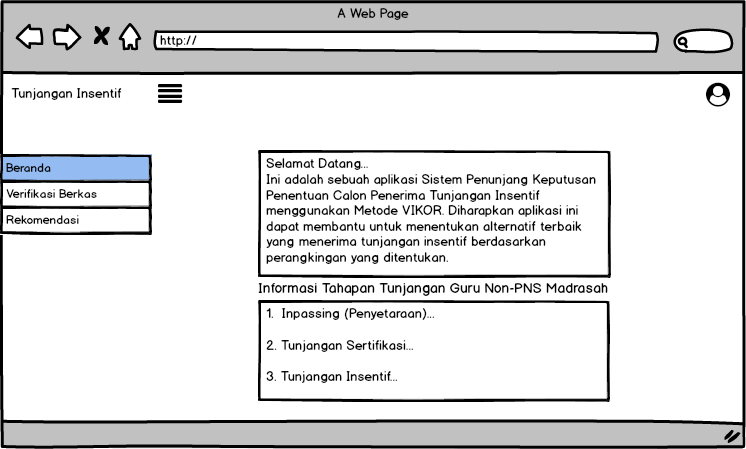 A Web Page
http://
Tunjangan Insentif
Beranda
Verifikasi Berkas
Rekomendasi
Selamat Datang...
Ini adalah sebuah aplikasi Sistem Penunjang Keputusan
Penentuan Calon Penerima Tunjangan Insentif
menggunakan Metode VIKOR. Diharapkan aplikasi ini
dapat membantu untuk menentukan alternatif terbaik
yang menerima tunjangan insentif berdasarkan
perangkingan yang ditentukan.
Informasi Tahapan Tunjangan Guru Non-PNS Madrasah
1. Inpassing (Penyetaraan)...
2. Tunjangan Sertifikasi...
3. Tunjangan Insentif...